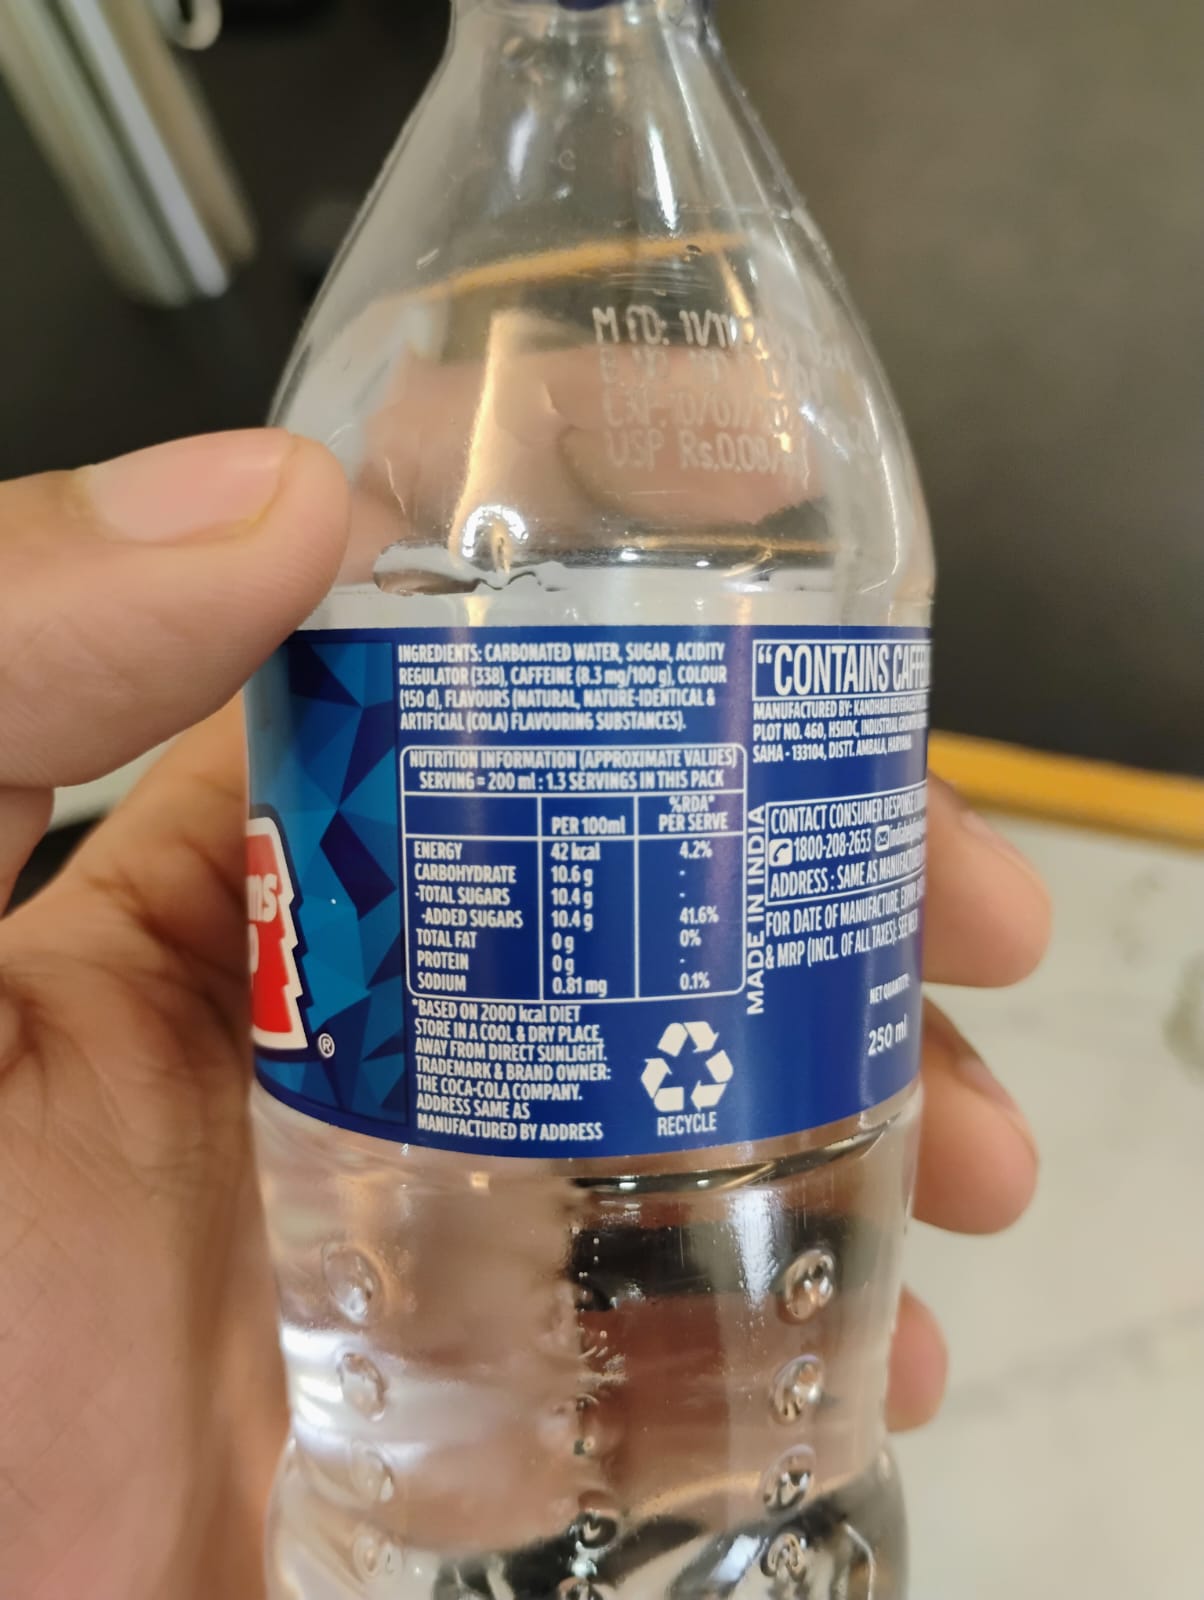 MFD: 11/11
EXP: 10/01/
USP Rs.0.09/
INGREDIENTS: CARBONATED WATER, SUGAR, ACIDITY
REGULATOR (338), CAFFEINE (8.3 mg/100 g), COLOUR
(150 d), FLAVOURS (NATURAL, NATURE-IDENTICAL &
ARTIFICIAL (COLA) FLAVOURING SUBSTANCES).
NUTRITION INFORMATION (APPROXIMATE VALUES)
SERVING = 200 ml : 1.3 SERVINGS IN THIS PACK
PER 100ml %RDA* PER SERVE
ENERGY 42 kcal 4.2%
CARBOHYDRATE 10.6 g -
-TOTAL SUGARS 10.4 g -
-ADDED SUGARS 10.4 g 41.6%
TOTAL FAT 0 g 0%
PROTEIN 0 g -
SODIUM 0.81 mg 0.1%
*BASED ON 2000 kcal DIET
STORE IN A COOL & DRY PLACE,
AWAY FROM DIRECT SUNLIGHT.
TRADEMARK & BRAND OWNER:
THE COCA-COLA COMPANY.
ADDRESS SAME AS
MANUFACTURED BY ADDRESS
RECYCLE
MADE IN INDIA
"CONTAINS
MANUFACTURED BY: KANDHARI
PLOT NO. 460, HSIIDC, INDUSTRIAL
SAHA - 133104, DISTT. AMBALA, HARYANA
CONTACT CONSUMER RESPONSE
1800-208-2653
ADDRESS : SAME AS MANUFACTURED
FOR DATE OF MANUFACTURE,
& MRP (INCL. OF ALL TAXES): SEE
NET QUANTITY:
250 ml
®